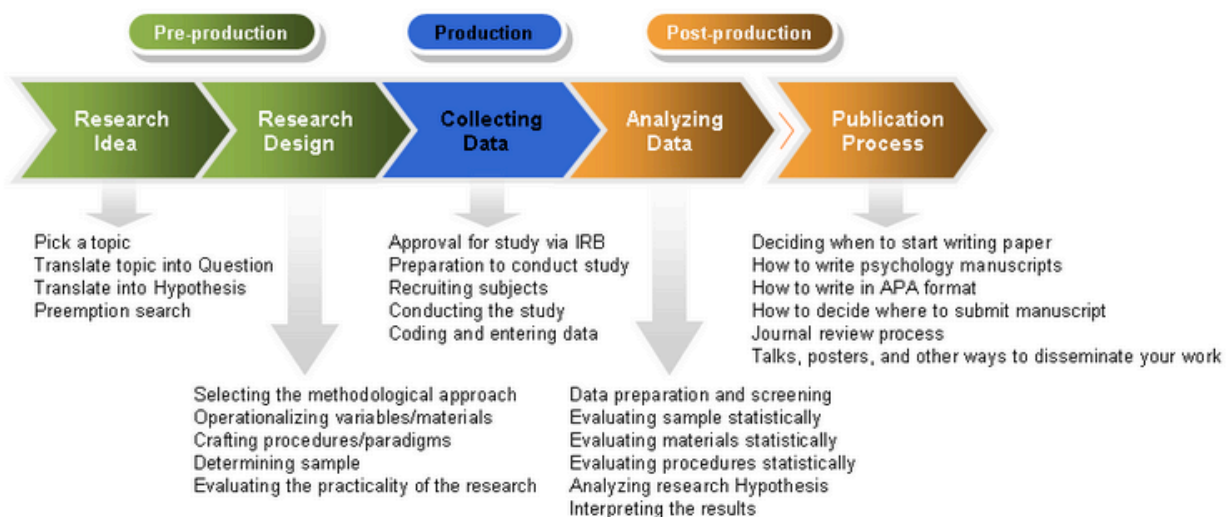 Pre-production
Production
Post-production
Research
Idea
Research
Design
Collecting
Data
Analyzing
Data
Publication
Process
Pick a topic
Translate topic into Question
Translate into Hypothesis
Preemption search
Selecting the methodological approach
Operationalizing variables/materials
Crafting procedures/paradigms
Determining sample
Evaluating the practicality of the research
Approval for study via IRB
Preparation to conduct study
Recruiting subjects
Conducting the study
Coding and entering data
Data preparation and screening
Evaluating sample statistically
Evaluating materials statistically
Evaluating procedures statistically
Analyzing research Hypothesis
Interpreting the results
Deciding when to start writing paper
How to write psychology manuscripts
How to write in APA format
How to decide where to submit manuscript
Journal review process
Talks, posters, and other ways to disseminate your work